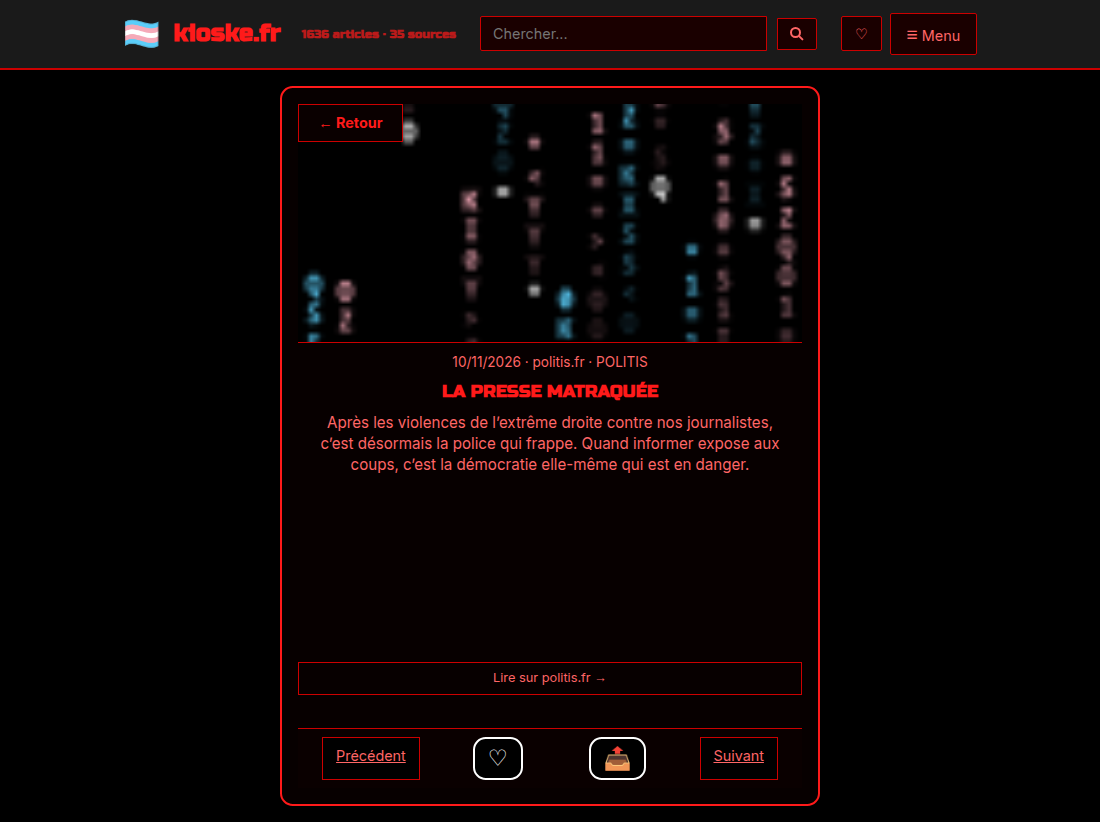 kioske.fr
1636 articles · 35 sources
Chercher...
♡
≡ Menu
← Retour
10/11/2026 · politis.fr · POLITIS
LA PRESSE MATRAQUÉE
Après les violences de l’extrême droite contre nos journalistes,
c’est désormais la police qui frappe. Quand informer expose aux
coups, c’est la démocratie elle-même qui est en danger.
Lire sur politis.fr →
Précédent
♡
Suivant